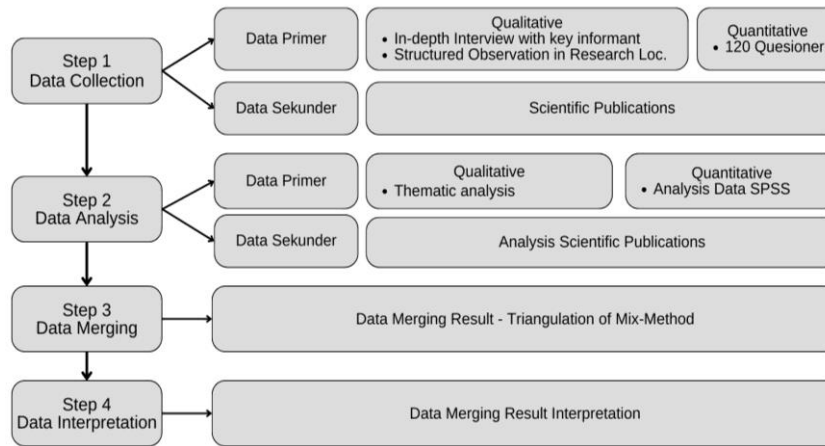 Step 1
Data Collection
Data Primer
Qualitative
• In-depth Interview with key informant
• Structured Observation in Research Loc.
Quantitative
• 120 Quesioner
Data Sekunder
Scientific Publications
Step 2
Data Analysis
Data Primer
Qualitative
• Thematic analysis
Quantitative
• Analysis Data SPSS
Data Sekunder
Analysis Scientific Publications
Step 3
Data Merging
Data Merging Result - Triangulation of Mix-Method
Step 4
Data Interpretation
Data Merging Result Interpretation